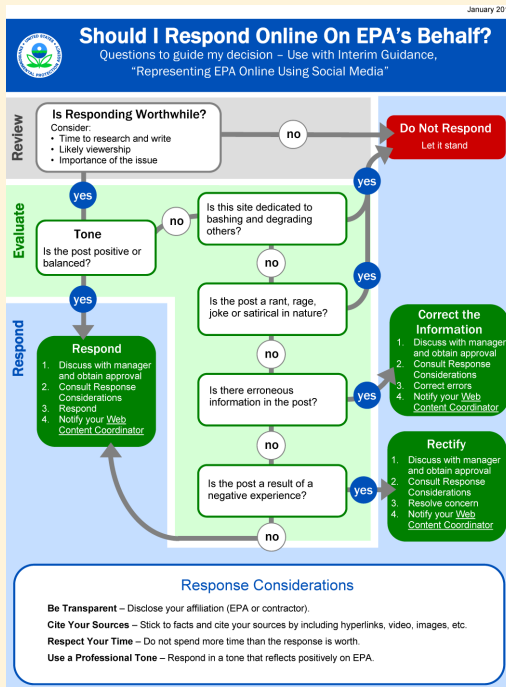 January 20
Should I Respond Online On EPA's Behalf?
Questions to guide my decision – Use with Interim Guidance,
"Representing EPA Online Using Social Media"
Review
Is Responding Worthwhile?
Consider:
• Time to research and write
• Likely viewership
• Importance of the issue
no
Do Not Respond
Let it stand
yes
Evaluate
Tone
Is the post positive or
balanced?
no
Is this site dedicated to
bashing and degrading
others?
yes
no
yes
Is the post a rant, rage,
joke or satirical in nature?
yes
no
Respond
Respond
1. Discuss with manager
and obtain approval
2. Consult Response
Considerations
3. Respond
4. Notify your Web
Content Coordinator
Is there erroneous
information in the post?
yes
Correct the
Information
1. Discuss with manager
and obtain approval
2. Consult Response
Considerations
3. Correct errors
4. Notify your Web
Content Coordinator
no
Is the post a result of a
negative experience?
yes
Rectify
1. Discuss with manager
and obtain approval
2. Consult Response
Considerations
3. Resolve concern
4. Notify your Web
Content Coordinator
no
Response Considerations
Be Transparent – Disclose your affiliation (EPA or contractor).
Cite Your Sources – Stick to facts and cite your sources by including hyperlinks, video, images, etc.
Respect Your Time – Do not spend more time than the response is worth.
Use a Professional Tone – Respond in a tone that reflects positively on EPA.